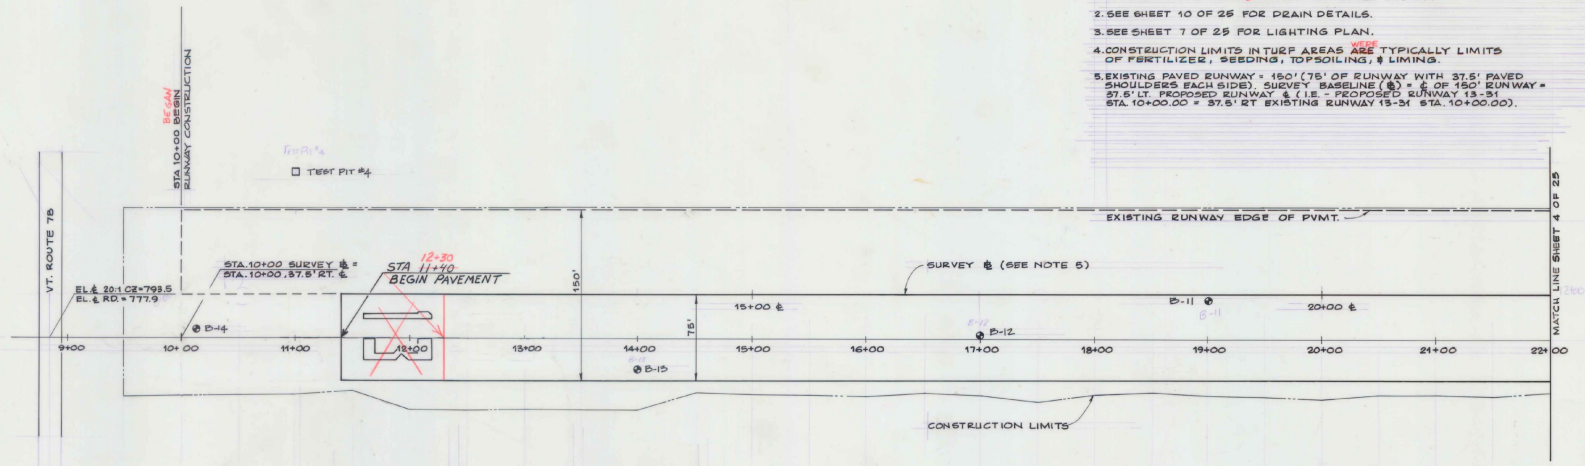 2. SEE SHEET 10 OF 25 FOR DRAIN DETAILS.
3. SEE SHEET 7 OF 25 FOR LIGHTING PLAN.
WERE
4. CONSTRUCTION LIMITS IN TURF AREAS ARE TYPICALLY LIMITS
OF FERTILIZER, SEEDING, TOPSOILING, & LIMING.
5. EXISTING PAVED RUNWAY = 150' (75' OF RUNWAY WITH 37.5' PAVED
SHOULDERS EACH SIDE). SURVEY BASELINE (℄) = ℄ OF 150' RUNWAY =
37.5' LT. PROPOSED RUNWAY ℄ (I.E. - PROPOSED RUNWAY 13-31
STA. 10+00.00 = 37.5' RT EXISTING RUNWAY 13-31 STA. 10+00.00).
BEGAN
STA 10+00 BEGIN
RUNWAY CONSTRUCTION
Test Pit #4
TEST PIT #4
VT. ROUTE 78
EXISTING RUNWAY EDGE OF PVMT.
MATCH LINE SHEET 4 OF 25
STA. 10+00 SURVEY ℄ =
STA. 10+00, 37.5' RT. ℄
12+30
STA 11+40
BEGIN PAVEMENT
150'
SURVEY ℄ (SEE NOTE 5)
EL. ℄ 20:1 CZ = 793.5
EL. ℄ RD. = 777.9
15+00 ℄
75'
B-11
B-11
20+00 ℄
B-14
B-12
B-12
9+00
10+00
11+00
12+00
13+00
14+00
15+00
16+00
17+00
18+00
19+00
20+00
21+00
22+00
B-13
B-13
CONSTRUCTION LIMITS